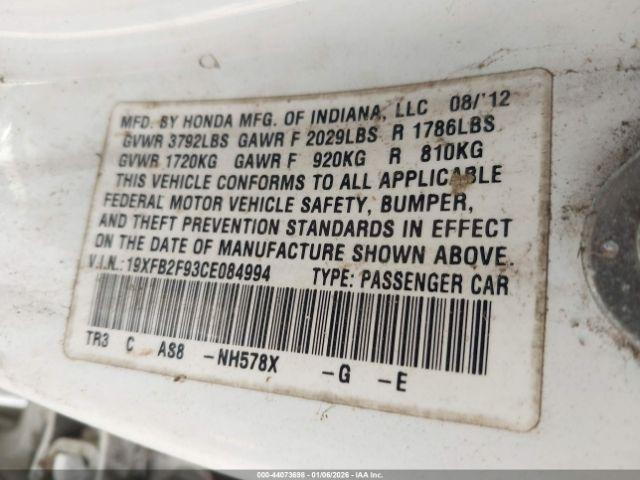 MFD. BY HONDA MFG. OF INDIANA, LLC 08/'12
GVWR 3792LBS GAWR F 2029LBS R 1786LBS
GVWR 1720KG GAWR F 920KG R 810KG
THIS VEHICLE CONFORMS TO ALL APPLICABLE
FEDERAL MOTOR VEHICLE SAFETY, BUMPER,
AND THEFT PREVENTION STANDARDS IN EFFECT
ON THE DATE OF MANUFACTURE SHOWN ABOVE.
V.I.N.: 19XFB2F93CE084994 TYPE: PASSENGER CAR
TR3 C AS8 -NH578X -G -E
000-44073698 - 01/06/2026 - IAA Inc.